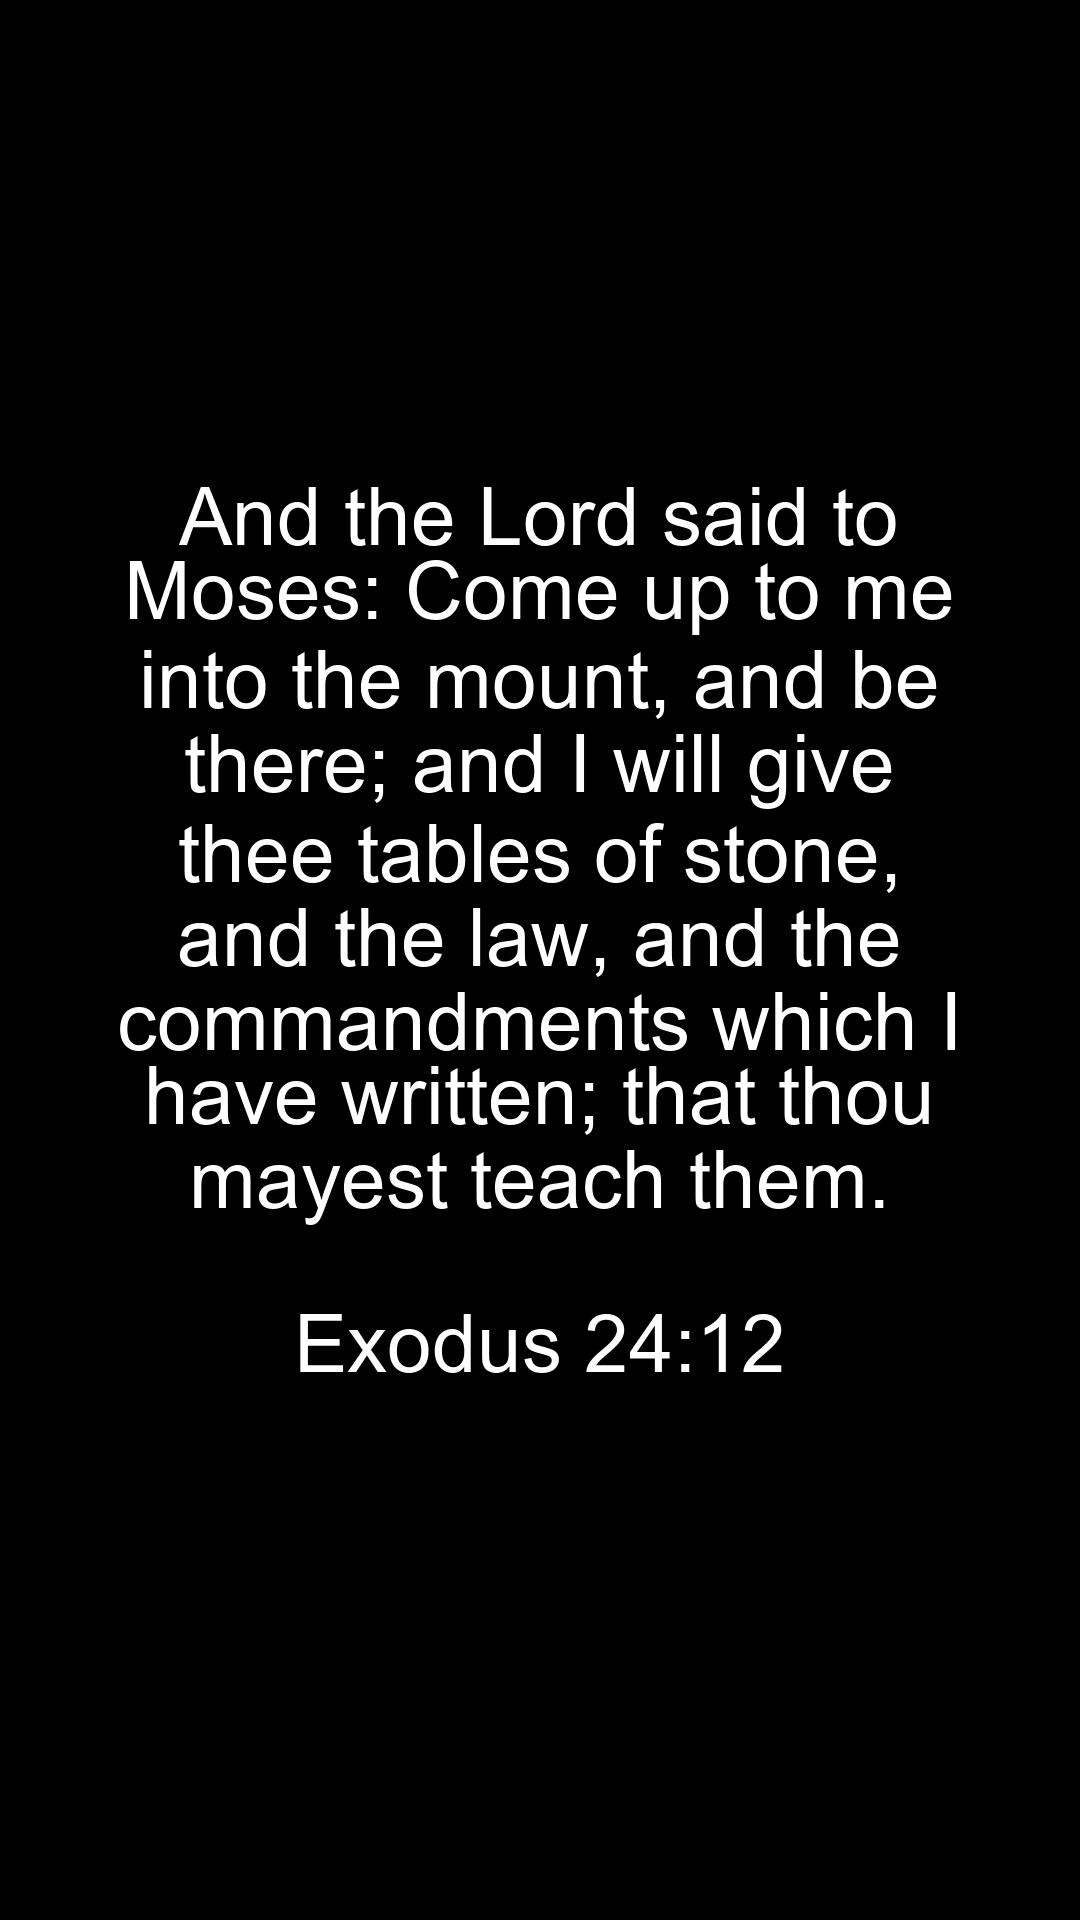 And the Lord said to
Moses: Come up to me
into the mount, and be
there; and I will give
thee tables of stone,
and the law, and the
commandments which I
have written; that thou
mayest teach them.
Exodus 24:12